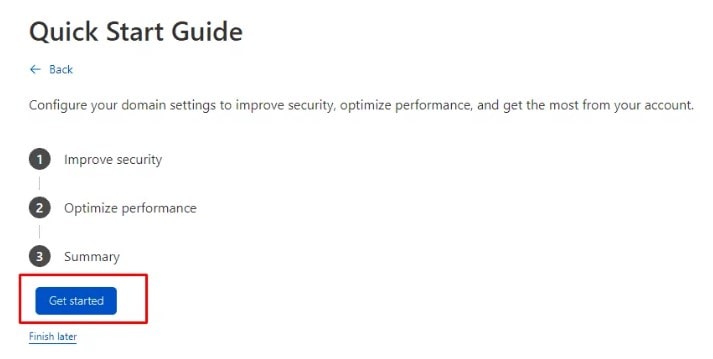 Quick Start Guide
← Back
Configure your domain settings to improve security, optimize performance, and get the most from your account.
1 Improve security
2 Optimize performance
3 Summary
Get started
Finish later